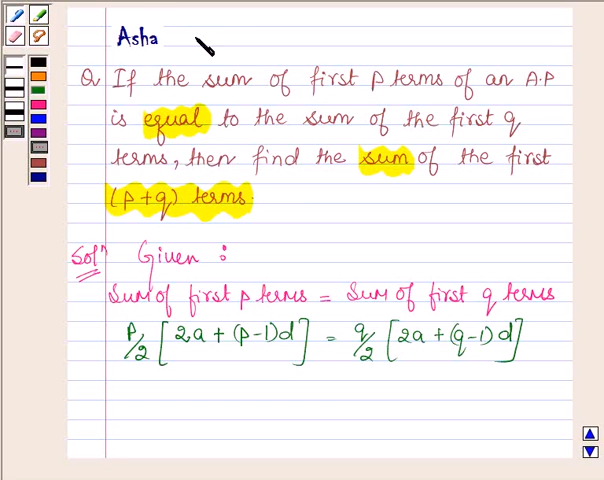 Asha
Q If the sum of first p terms of an A.P
is equal to the sum of the first q
terms, then find the sum of the first
(p+q) terms.
Solⁿ Given :
Sum of first p terms = Sum of first q terms
p/2 [2a + (p-1)d] = q/2 [2a + (q-1)d]